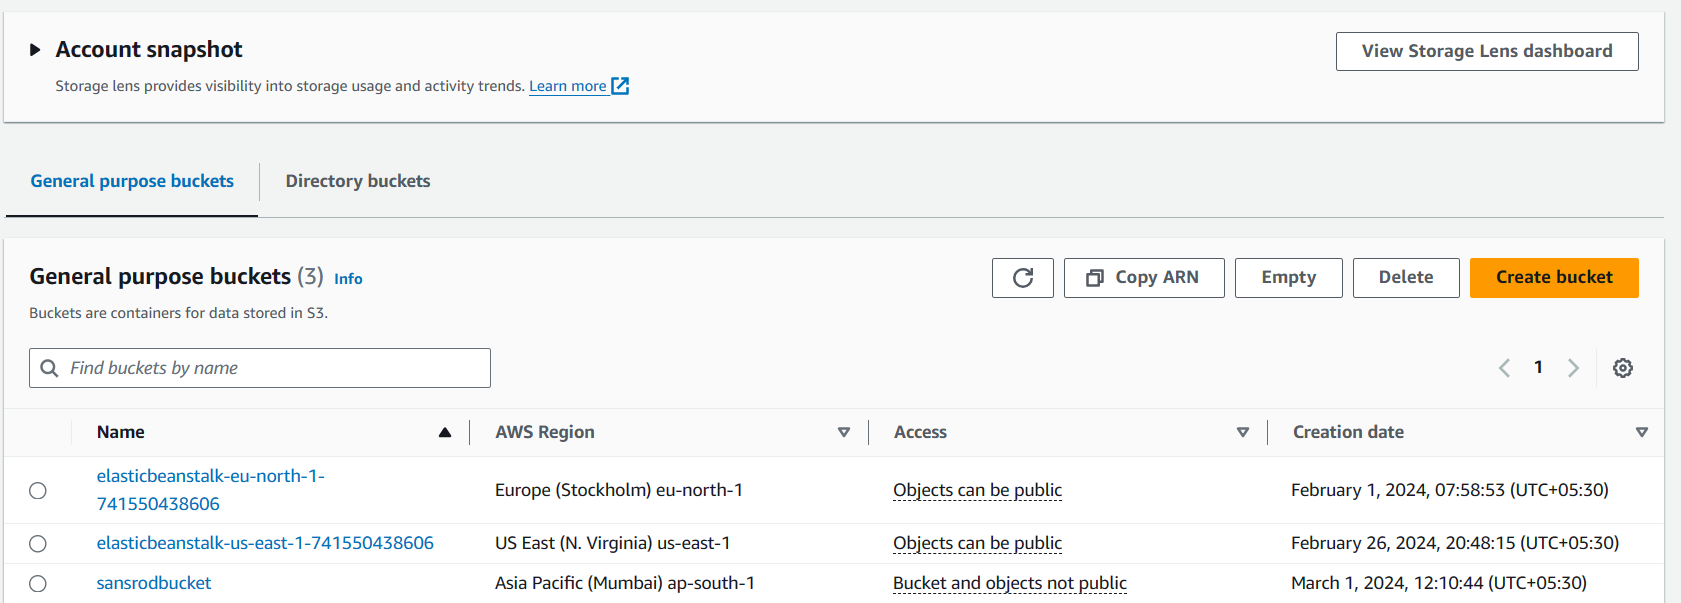 Account snapshot
View Storage Lens dashboard
Storage lens provides visibility into storage usage and activity trends. Learn more
General purpose buckets
Directory buckets
General purpose buckets (3) Info
Copy ARN
Empty
Delete
Create bucket
Buckets are containers for data stored in S3.
Find buckets by name
1
Name
AWS Region
Access
Creation date
elasticbeanstalk-eu-north-1-
741550438606
Europe (Stockholm) eu-north-1
Objects can be public
February 1, 2024, 07:58:53 (UTC+05:30)
elasticbeanstalk-us-east-1-741550438606
US East (N. Virginia) us-east-1
Objects can be public
February 26, 2024, 20:48:15 (UTC+05:30)
sansrodbucket
Asia Pacific (Mumbai) ap-south-1
Bucket and objects not public
March 1, 2024, 12:10:44 (UTC+05:30)